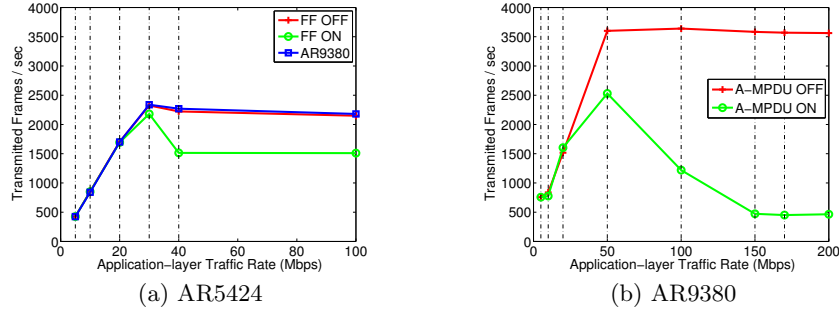 4000
3500
3000
2500
2000
1500
1000
500
0
0 20 40 60 80 100
Transmitted Frames / sec
Application−layer Traffic Rate (Mbps)
FF OFF
FF ON
AR9380
(a) AR5424
4000
3500
3000
2500
2000
1500
1000
500
0
0 50 100 150 200
Transmitted Frames / sec
Application−layer Traffic Rate (Mbps)
A−MPDU OFF
A−MPDU ON
(b) AR9380